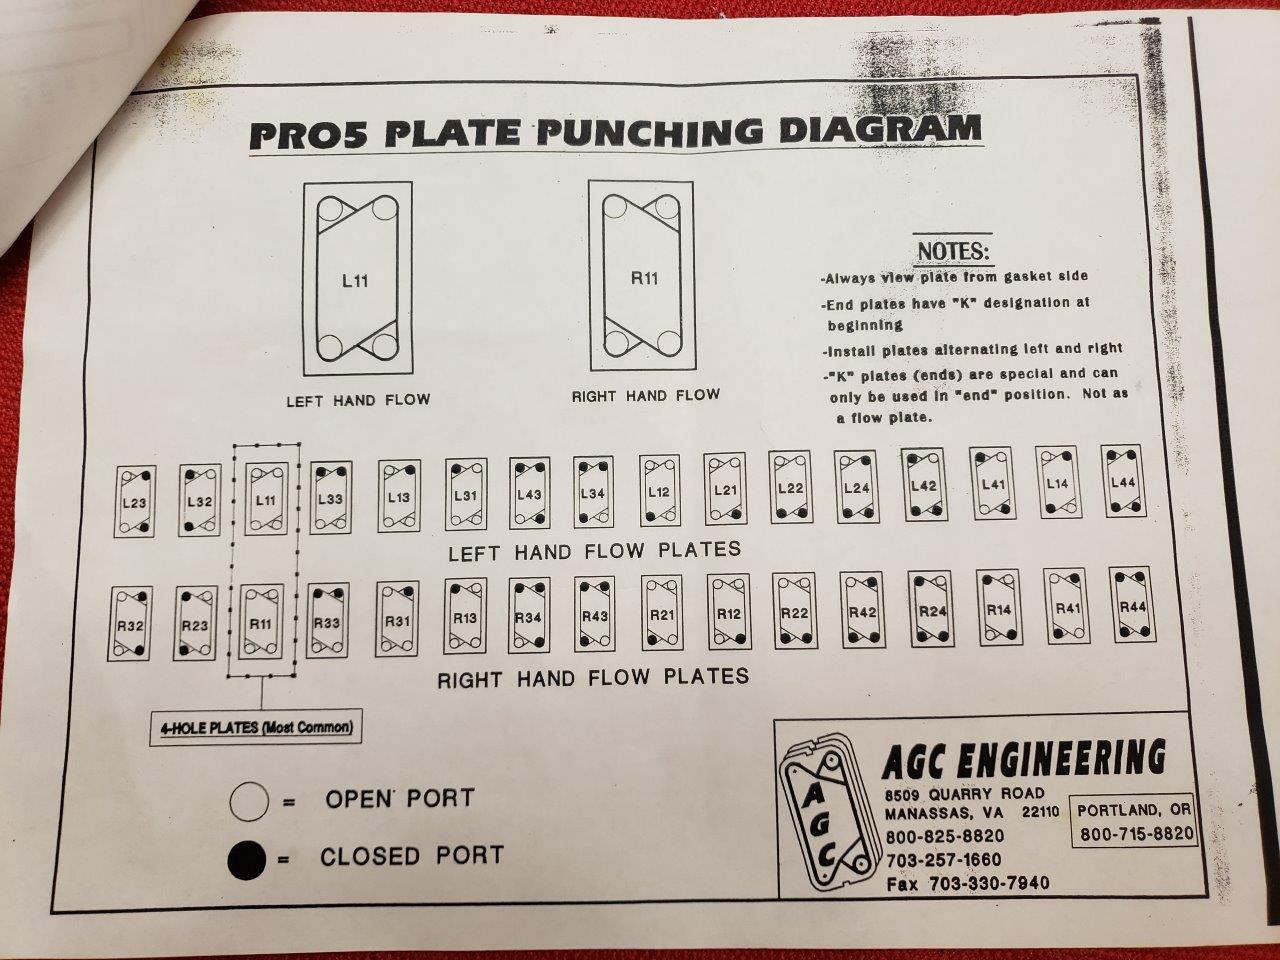 PRO5 PLATE PUNCHING DIAGRAM
L11
R11
LEFT HAND FLOW
RIGHT HAND FLOW
NOTES:
-Always view plate from gasket side
-End plates have "K" designation at
beginning
-Install plates alternating left and right
-"K" plates (ends) are special and can
only be used in "end" position. Not as
a flow plate.
L23 L32 L11 L33 L13 L31 L43 L34 L12 L21 L22 L24 L42 L41 L14 L44
LEFT HAND FLOW PLATES
R32 R23 R11 R33 R31 R13 R34 R43 R21 R12 R22 R42 R24 R14 R41 R44
RIGHT HAND FLOW PLATES
4-HOLE PLATES (Most Common)
= OPEN PORT
= CLOSED PORT
AGC
AGC ENGINEERING
8509 QUARRY ROAD
MANASSAS, VA 22110
800-825-8820
703-257-1660
Fax 703-330-7940
PORTLAND, OR
800-715-8820